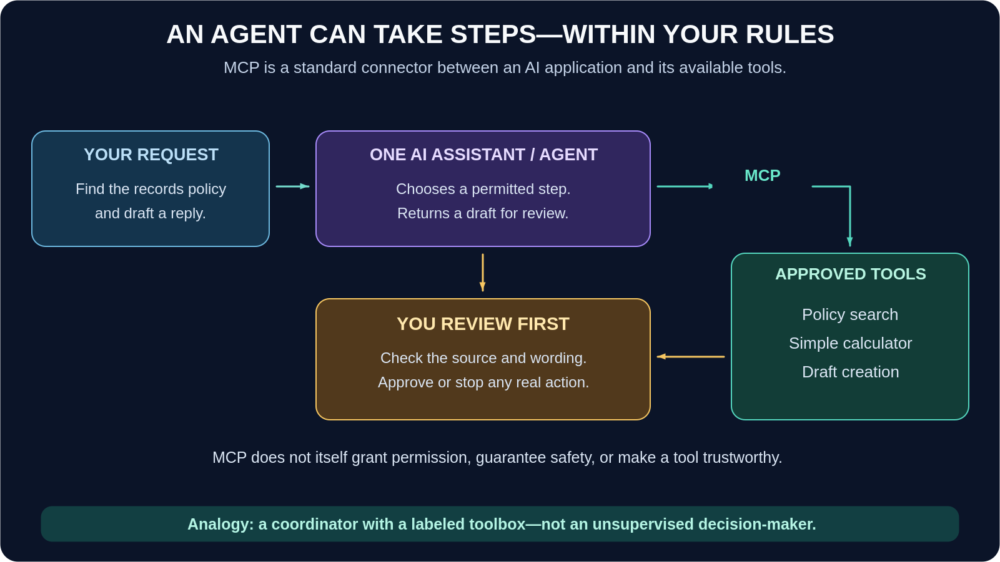 AN AGENT CAN TAKE STEPS—WITHIN YOUR RULES
MCP is a standard connector between an AI application and its available tools.
YOUR REQUEST
Find the records policy
and draft a reply.
ONE AI ASSISTANT / AGENT
Chooses a permitted step.
Returns a draft for review.
MCP
APPROVED TOOLS
Policy search
Simple calculator
Draft creation
YOU REVIEW FIRST
Check the source and wording.
Approve or stop any real action.
MCP does not itself grant permission, guarantee safety, or make a tool trustworthy.
Analogy: a coordinator with a labeled toolbox—not an unsupervised decision-maker.